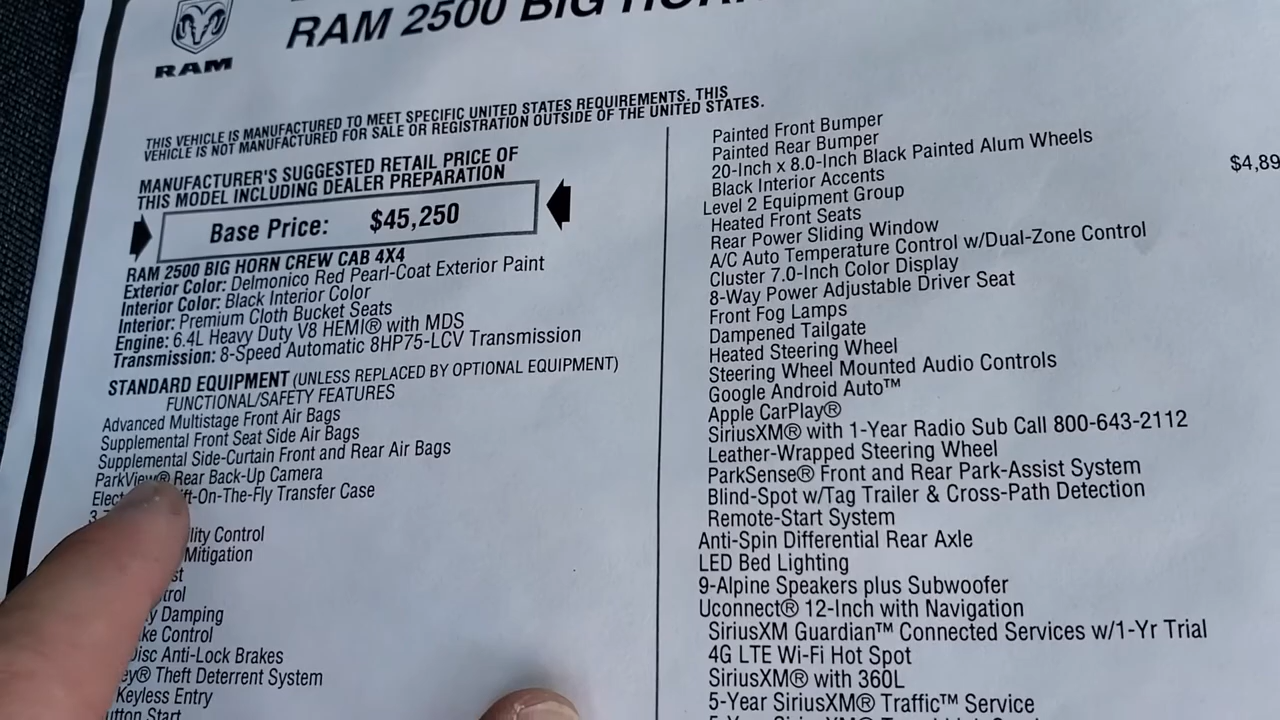 RAM
RAM 2500 BIG
THIS VEHICLE IS MANUFACTURED TO MEET SPECIFIC UNITED STATES REQUIREMENTS. THIS
VEHICLE IS NOT MANUFACTURED FOR SALE OR REGISTRATION OUTSIDE OF THE UNITED STATES.
MANUFACTURER'S SUGGESTED RETAIL PRICE OF
THIS MODEL INCLUDING DEALER PREPARATION
Base Price: $45,250
RAM 2500 BIG HORN CREW CAB 4X4
Exterior Color: Delmonico Red Pearl-Coat Exterior Paint
Interior Color: Black Interior Color
Interior: Premium Cloth Bucket Seats
Engine: 6.4L Heavy Duty V8 HEMI® with MDS
Transmission: 8-Speed Automatic 8HP75-LCV Transmission
STANDARD EQUIPMENT (UNLESS REPLACED BY OPTIONAL EQUIPMENT)
FUNCTIONAL/SAFETY FEATURES
Advanced Multistage Front Air Bags
Supplemental Front Seat Side Air Bags
Supplemental Side-Curtain Front and Rear Air Bags
ParkView® Rear Back-Up Camera
On-The-Fly Transfer Case
Control
Mitigation
Damping
Control
Disc Anti-Lock Brakes
Theft Deterrent System
Keyless Entry
Start
Painted Front Bumper
Painted Rear Bumper
20-Inch x 8.0-Inch Black Painted Alum Wheels
Black Interior Accents
Level 2 Equipment Group $4,89
Heated Front Seats
Rear Power Sliding Window
A/C Auto Temperature Control w/Dual-Zone Control
Cluster 7.0-Inch Color Display
8-Way Power Adjustable Driver Seat
Front Fog Lamps
Dampened Tailgate
Heated Steering Wheel
Steering Wheel Mounted Audio Controls
Google Android Auto™
Apple CarPlay®
SiriusXM® with 1-Year Radio Sub Call 800-643-2112
Leather-Wrapped Steering Wheel
ParkSense® Front and Rear Park-Assist System
Blind-Spot w/Tag Trailer & Cross-Path Detection
Remote-Start System
Anti-Spin Differential Rear Axle
LED Bed Lighting
9-Alpine Speakers plus Subwoofer
Uconnect® 12-Inch with Navigation
SiriusXM Guardian™ Connected Services w/1-Yr Trial
4G LTE Wi-Fi Hot Spot
SiriusXM® with 360L
5-Year SiriusXM® Traffic™ Service